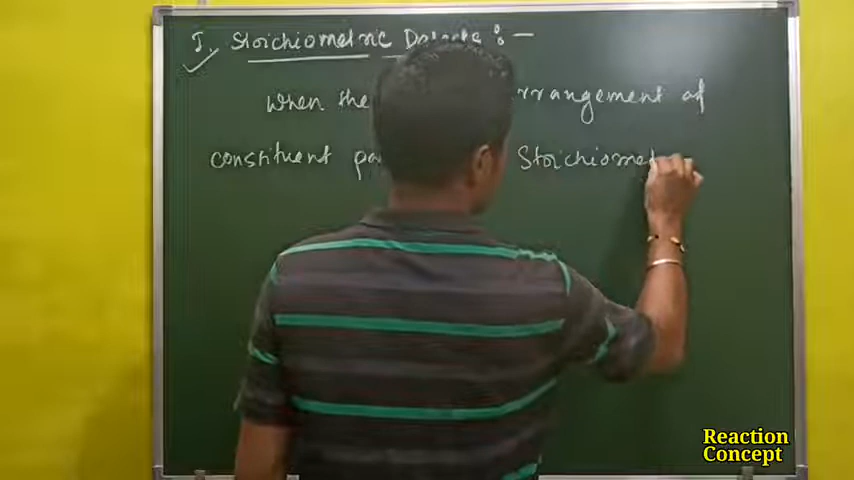 I. Stoichiometric Defects :-
When the rrangement of
constituent pa Stoichiomet
Reaction
Concept